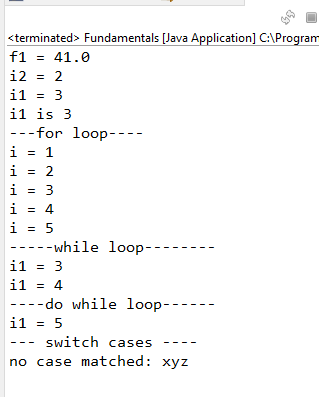 <terminated> Fundamentals [Java Application] C:\Program
f1 = 41.0
i2 = 2
i1 = 3
i1 is 3
---for loop----
i = 1
i = 2
i = 3
i = 4
i = 5
-----while loop--------
i1 = 3
i1 = 4
----do while loop------
i1 = 5
--- switch cases ----
no case matched: xyz